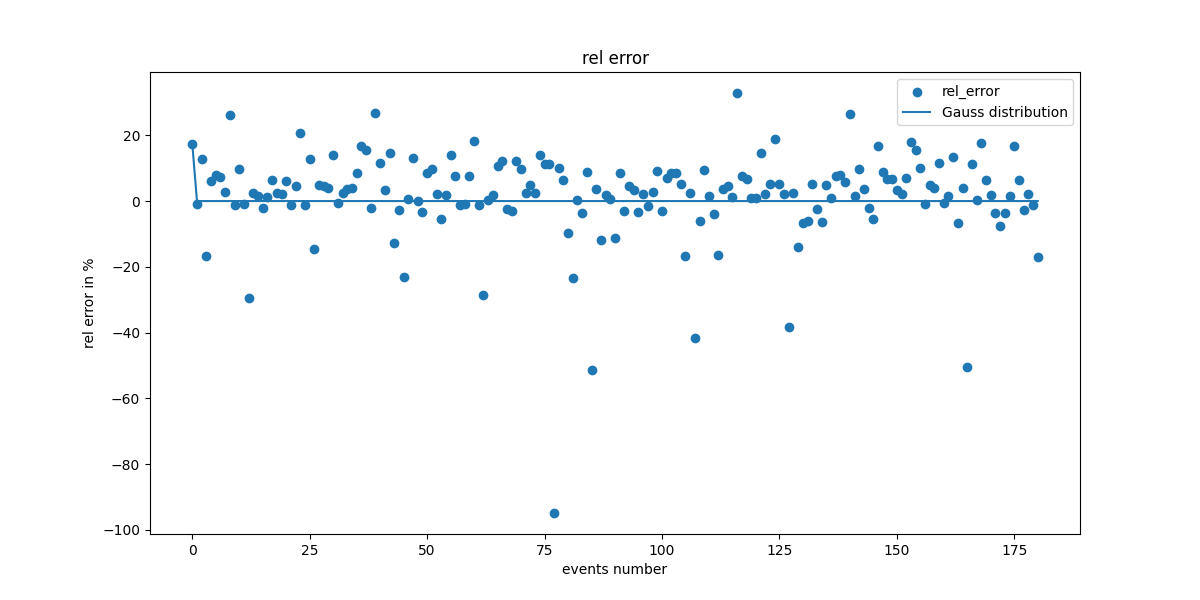 rel error
rel_error
Gauss distribution
20
0
−20
−40
−60
−80
−100
rel error in %
0 25 50 75 100 125 150 175
events number